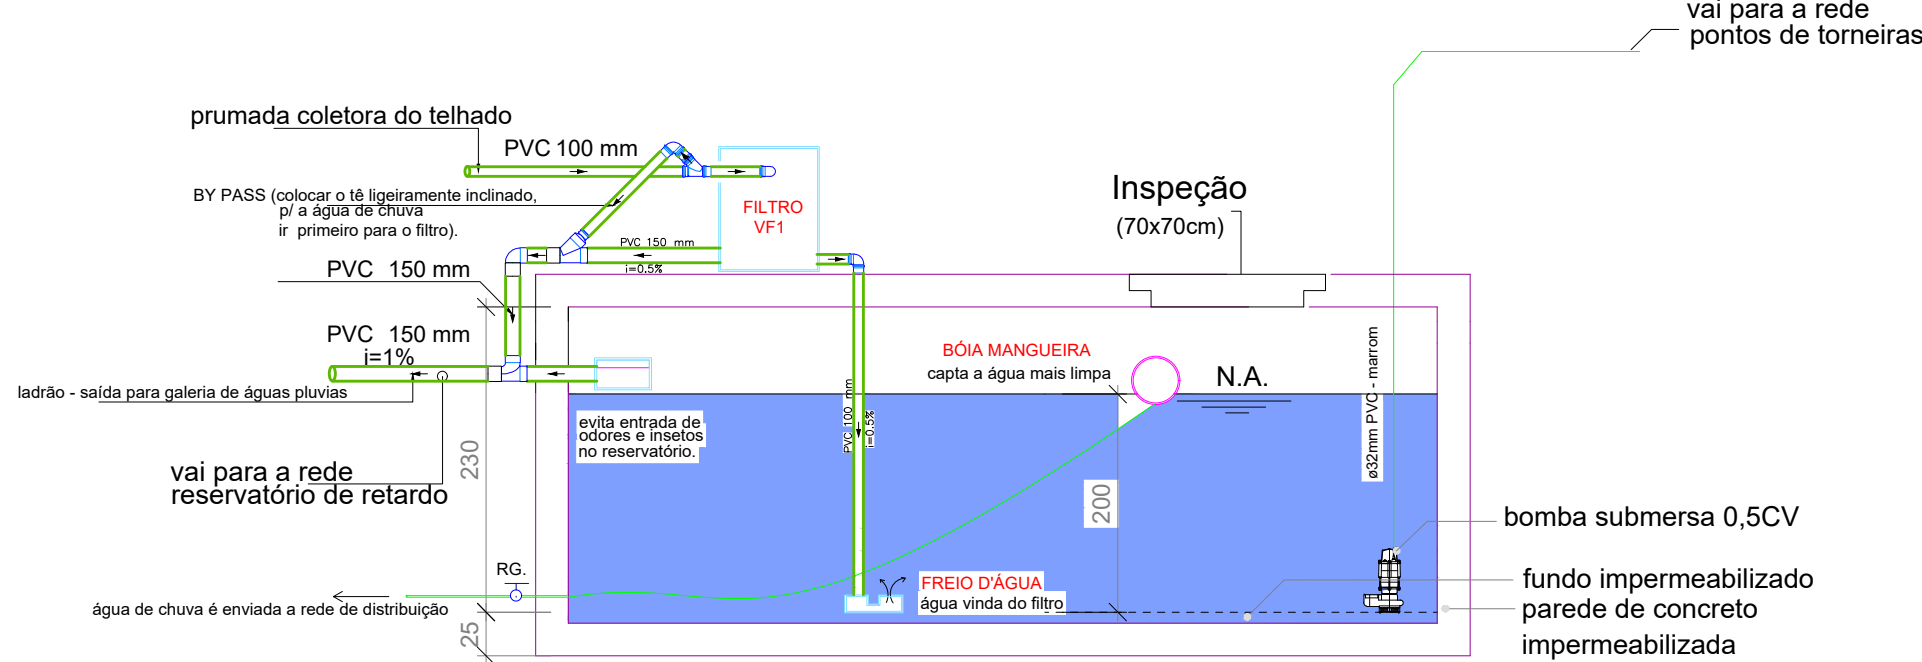 vai para a rede
pontos de torneiras
prumada coletora do telhado
PVC 100 mm
BY PASS (colocar o tê ligeiramente inclinado,
p/ a água de chuva
ir primeiro para o filtro).
FILTRO
VF1
Inspeção
(70x70cm)
PVC 150 mm
i=0.5%
PVC 150 mm
PVC 150 mm
i=1%
ladrão - saída para galeria de águas pluvias
BÓIA MANGUEIRA
capta a água mais limpa
N.A.
ø32mm PVC - marrom
PVC 100 mm
i=0.5%
evita entrada de
odores e insetos
no reservatório.
230
vai para a rede
reservatório de retardo
200
bomba submersa 0,5CV
RG.
FREIO D'ÁGUA
água vinda do filtro
fundo impermeabilizado
água de chuva é enviada a rede de distribuição
parede de concreto
impermeabilizada
25